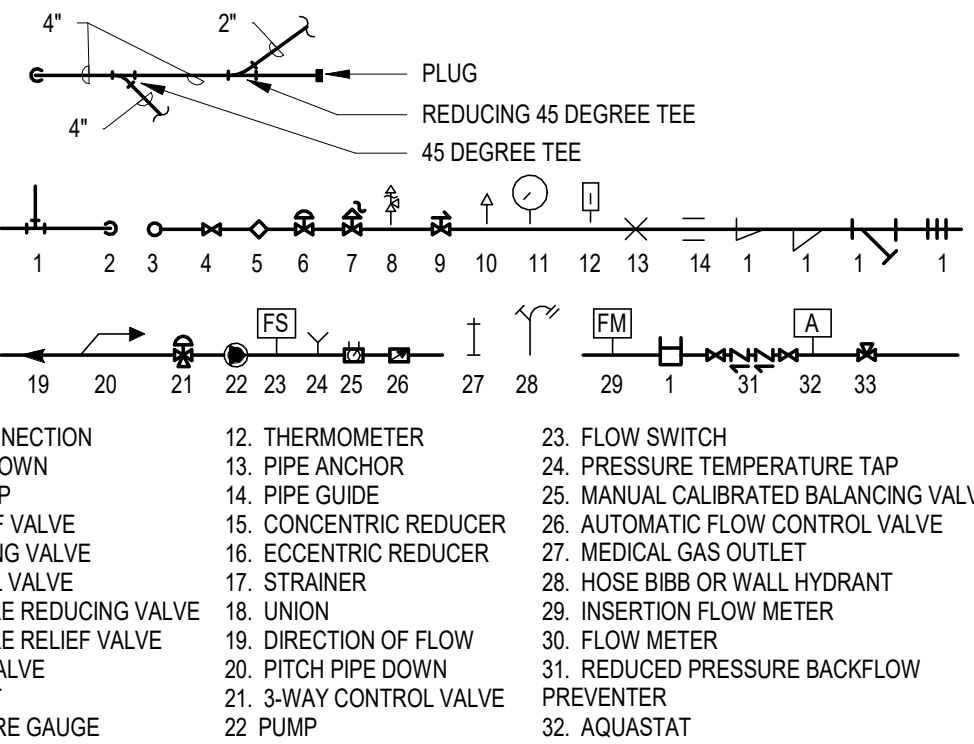 4"
2"
PLUG
REDUCING 45 DEGREE TEE
4"
45 DEGREE TEE
1 2 3 4 5 6 7 8 9 10 11 12 13 14 1 1 1 1
FS FM A
19 20 21 22 23 24 25 26 27 28 29 1 31 32 33
NECTION
OWN
P
F VALVE
NG VALVE
L VALVE
RE REDUCING VALVE
RE RELIEF VALVE
ALVE
T
RE GAUGE
12. THERMOMETER
13. PIPE ANCHOR
14. PIPE GUIDE
15. CONCENTRIC REDUCER
16. ECCENTRIC REDUCER
17. STRAINER
18. UNION
19. DIRECTION OF FLOW
20. PITCH PIPE DOWN
21. 3-WAY CONTROL VALVE
22 PUMP
23. FLOW SWITCH
24. PRESSURE TEMPERATURE TAP
25. MANUAL CALIBRATED BALANCING VALV
26. AUTOMATIC FLOW CONTROL VALVE
27. MEDICAL GAS OUTLET
28. HOSE BIBB OR WALL HYDRANT
29. INSERTION FLOW METER
30. FLOW METER
31. REDUCED PRESSURE BACKFLOW
PREVENTER
32. AQUASTAT